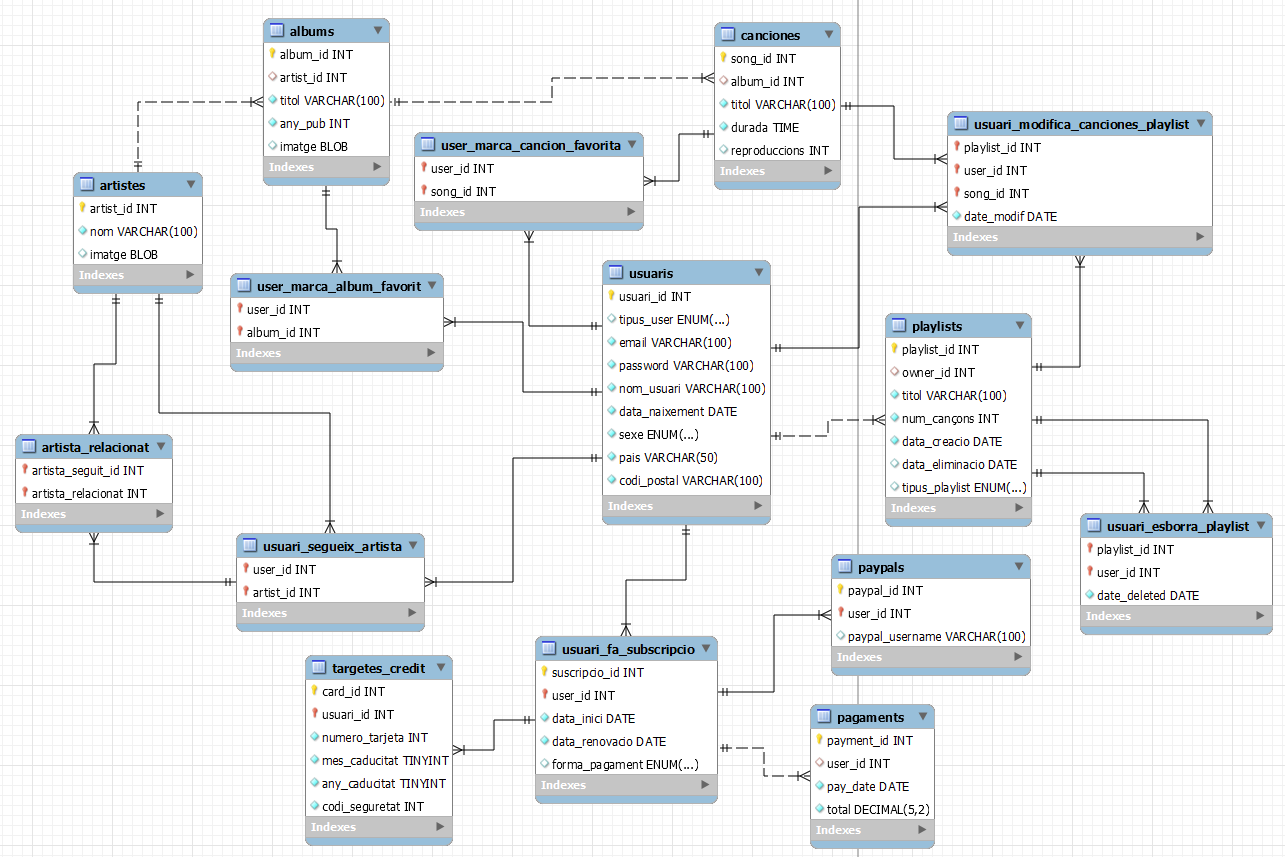 albums
album_id INT
artist_id INT
titol VARCHAR(100)
any_pub INT
imatge BLOB
Indexes
canciones
song_id INT
album_id INT
titol VARCHAR(100)
durada TIME
reproduccions INT
Indexes
user_marca_cancion_favorita
user_id INT
song_id INT
Indexes
usuari_modifica_canciones_playlist
playlist_id INT
user_id INT
song_id INT
date_modif DATE
Indexes
artistes
artist_id INT
nom VARCHAR(100)
imatge BLOB
Indexes
user_marca_album_favorit
user_id INT
album_id INT
Indexes
usuaris
usuari_id INT
tipus_user ENUM(...)
email VARCHAR(100)
password VARCHAR(100)
nom_usuari VARCHAR(100)
data_naixement DATE
sexe ENUM(...)
pais VARCHAR(50)
codi_postal VARCHAR(100)
Indexes
playlists
playlist_id INT
owner_id INT
titol VARCHAR(100)
num_cançons INT
data_creacio DATE
data_eliminacio DATE
tipus_playlist ENUM(...)
Indexes
artista_relacionat
artista_seguit_id INT
artista_relacionat INT
Indexes
usuari_segueix_artista
user_id INT
artist_id INT
Indexes
usuari_esborra_playlist
playlist_id INT
user_id INT
date_deleted DATE
Indexes
paypals
paypal_id INT
user_id INT
paypal_username VARCHAR(100)
Indexes
targetes_credit
card_id INT
usuari_id INT
numero_tarjeta INT
mes_caducitat TINYINT
any_caducitat TINYINT
codi_seguretat INT
Indexes
usuari_fa_subscripcio
suscripcio_id INT
user_id INT
data_inici DATE
data_renovacio DATE
forma_pagament ENUM(...)
Indexes
pagaments
payment_id INT
user_id INT
pay_date DATE
total DECIMAL(5,2)
Indexes